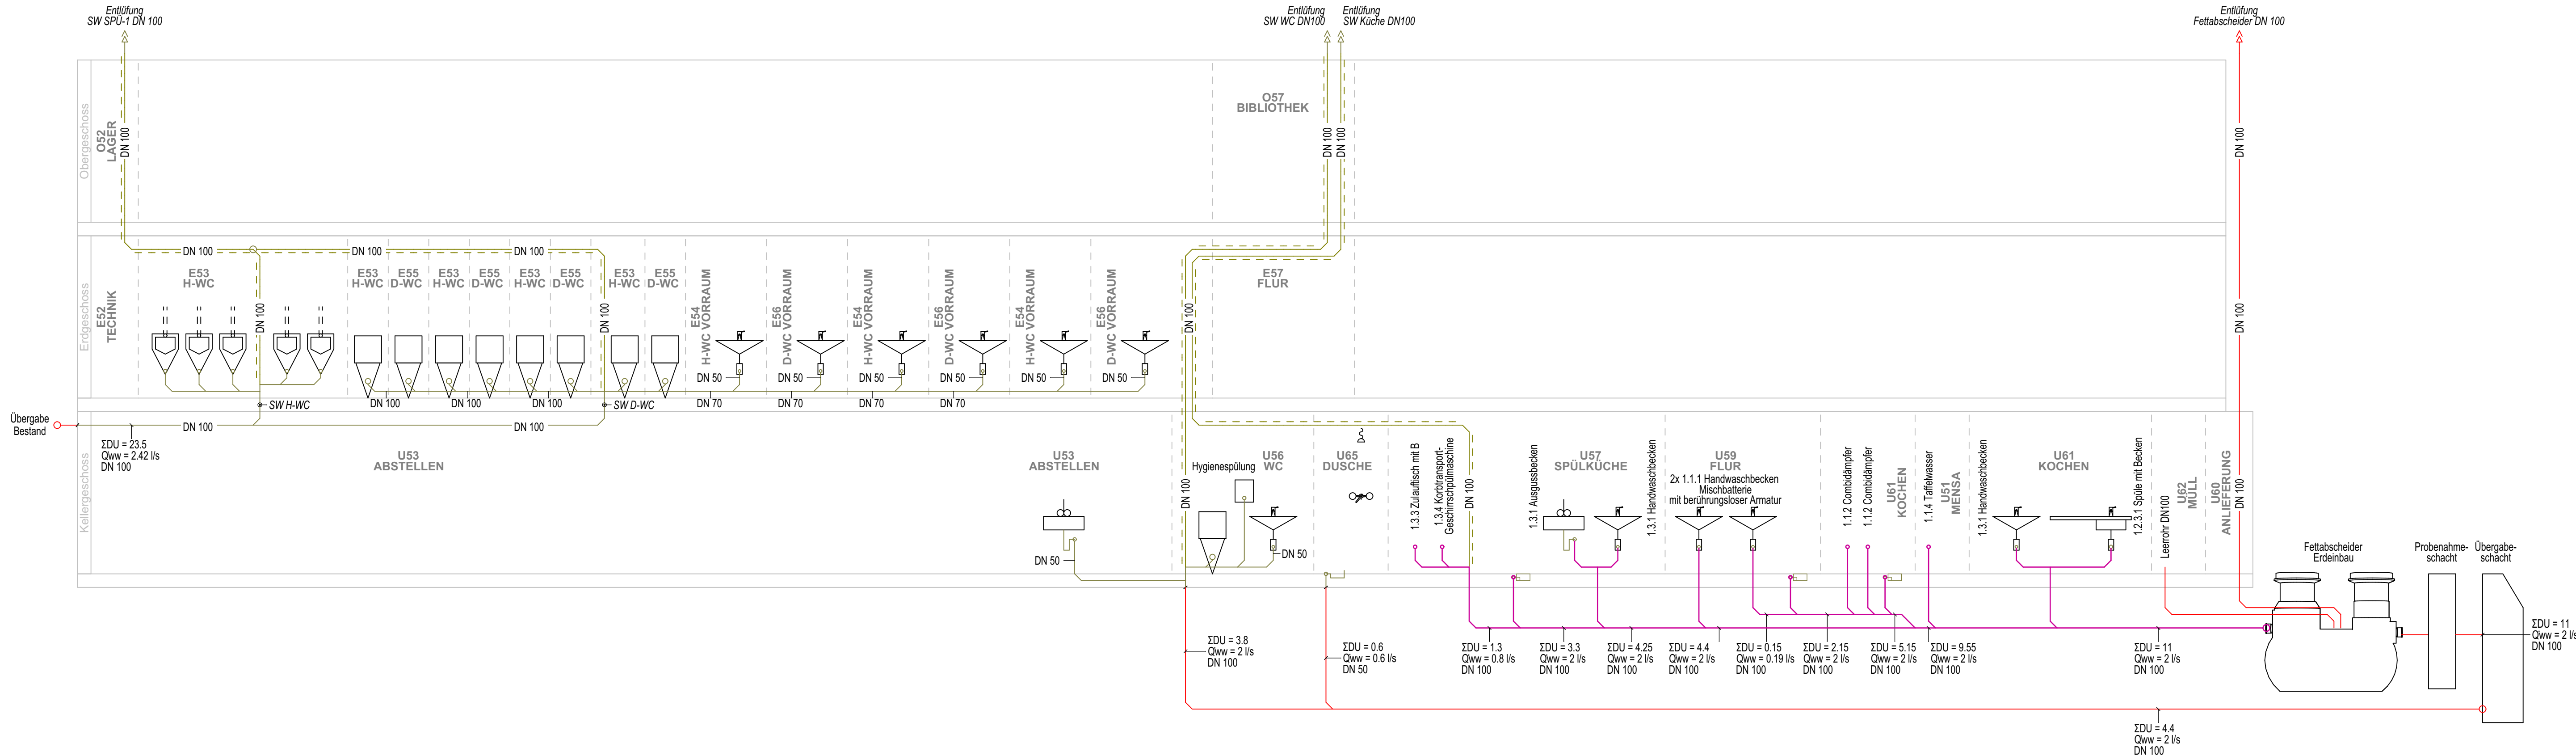 Entlüfung
SW SPÜ-1 DN 100
Entlüfung
SW WC DN100
Entlüfung
SW Küche DN100
Entlüfung
Fettabscheider DN 100
Obergeschoss
O52
LAGER
DN 100
O57
BIBLIOTHEK
DN 100
DN 100
DN 100
Erdgeschoss
E52
TECHNIK
DN 100
DN 100
DN 100
E53
H-WC
DN 100
E53
H-WC
E55
D-WC
E53
H-WC
E55
D-WC
E53
H-WC
E55
D-WC
DN 100
E53
H-WC
E55
D-WC
E54
H-WC VORRAUM
E56
D-WC VORRAUM
E54
H-WC VORRAUM
E56
D-WC VORRAUM
E54
H-WC VORRAUM
E56
D-WC VORRAUM
DN 100
E57
FLUR
DN 100
DN 50
DN 50
DN 50
DN 50
DN 50
DN 50
SW H-WC
DN 100
DN 100
DN 100
SW D-WC
DN 70
DN 70
DN 70
DN 70
Übergabe
Bestand
DN 100
DN 100
ΣDU = 23.5
Qww = 2.42 l/s
DN 100
Kellergeschoss
U53
ABSTELLEN
U53
ABSTELLEN
DN 50
DN 100
Hygienespülung
U56
WC
DN 50
U65
DUSCHE
1.3.3 Zulauftisch mit B
1.3.4 Korbtransport-
Geschirrschpülmaschine
DN 100
1.3.1 Ausgussbecken
U57
SPÜLKÜCHE
1.3.1 Handwaschbecken
U59
FLUR
2x 1.1.1 Handwaschbecken
Mischbatterie
mit berührungsloser Armatur
1.1.2 Combidämpfer
1.1.2 Combidämpfer
U61
KOCHEN
1.1.4 Taffelwasser
U51
MENSA
1.3.1 Handwaschbecken
U61
KOCHEN
1.2.3.1 Spüle mit Becken
Leerrohr DN100
U62
MÜLL
U60
ANLIEFERUNG
DN 100
Fettabscheider
Erdeinbau
Probenahme-
schacht
Übergabe-
schacht
ΣDU = 3.8
Qww = 2 l/s
DN 100
ΣDU = 0.6
Qww = 0.6 l/s
DN 50
ΣDU = 1.3
Qww = 0.8 l/s
DN 100
ΣDU = 3.3
Qww = 2 l/s
DN 100
ΣDU = 4.25
Qww = 2 l/s
DN 100
ΣDU = 4.4
Qww = 2 l/s
DN 100
ΣDU = 0.15
Qww = 0.19 l/s
DN 100
ΣDU = 2.15
Qww = 2 l/s
DN 100
ΣDU = 5.15
Qww = 2 l/s
DN 100
ΣDU = 9.55
Qww = 2 l/s
DN 100
ΣDU = 11
Qww = 2 l/s
DN 100
ΣDU = 11
Qww = 2 l/s
DN 100
ΣDU = 4.4
Qww = 2 l/s
DN 100